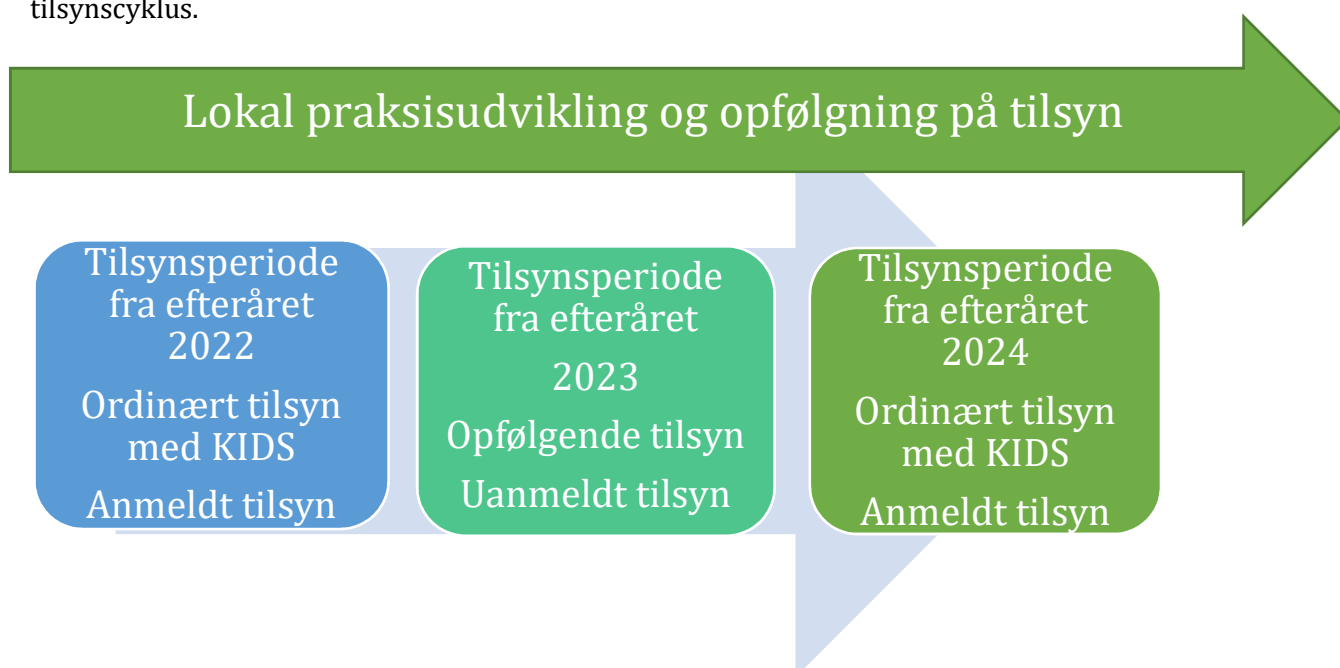 tilsynscyklus.
Lokal praksisudvikling og opfølgning på tilsyn
Tilsynsperiode
fra efteråret
2022
Ordinært tilsyn
med KIDS
Anmeldt tilsyn
Tilsynsperiode
fra efteråret
2023
Opfølgende tilsyn
Uanmeldt tilsyn
Tilsynsperiode
fra efteråret
2024
Ordinært tilsyn
med KIDS
Anmeldt tilsyn